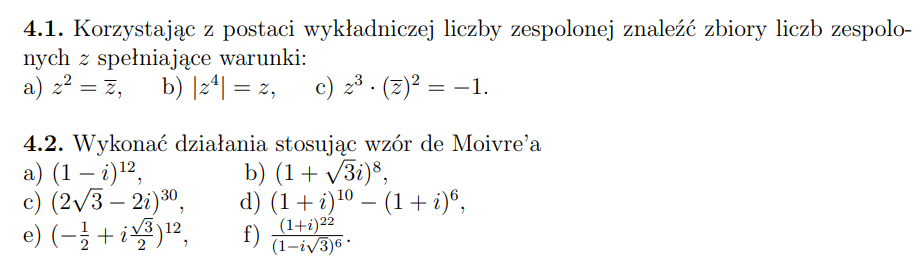 4.1. Korzystając z postaci wykładniczej liczby zespolonej znaleźć zbiory liczb zespolo-
nych z spełniające warunki:
a) z² = z̅, b) |z⁴| = z, c) z³ · (z̅)² = −1.
4.2. Wykonać działania stosując wzór de Moivre'a
a) (1 − i)¹², b) (1 + √3i)⁸,
c) (2√3 − 2i)³⁰, d) (1 + i)¹⁰ − (1 + i)⁶,
e) (−1/2 + i√3/2)¹², f) (1+i)²²/(1−i√3)⁶.